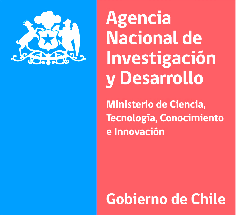 Agencia
Nacional de
Investigación
y Desarrollo
Ministerio de Ciencia,
Tecnología, Conocimiento
e Innovación
Gobierno de Chile